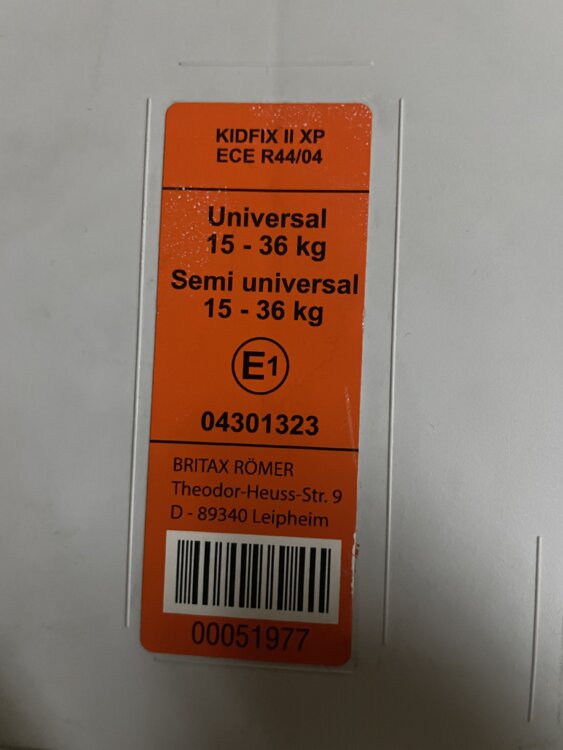 KIDFIX II XP
ECE R44/04
Universal
15 - 36 kg
Semi universal
15 - 36 kg
E1
04301323
BRITAX RÖMER
Theodor-Heuss-Str. 9
D - 89340 Leipheim
00051977